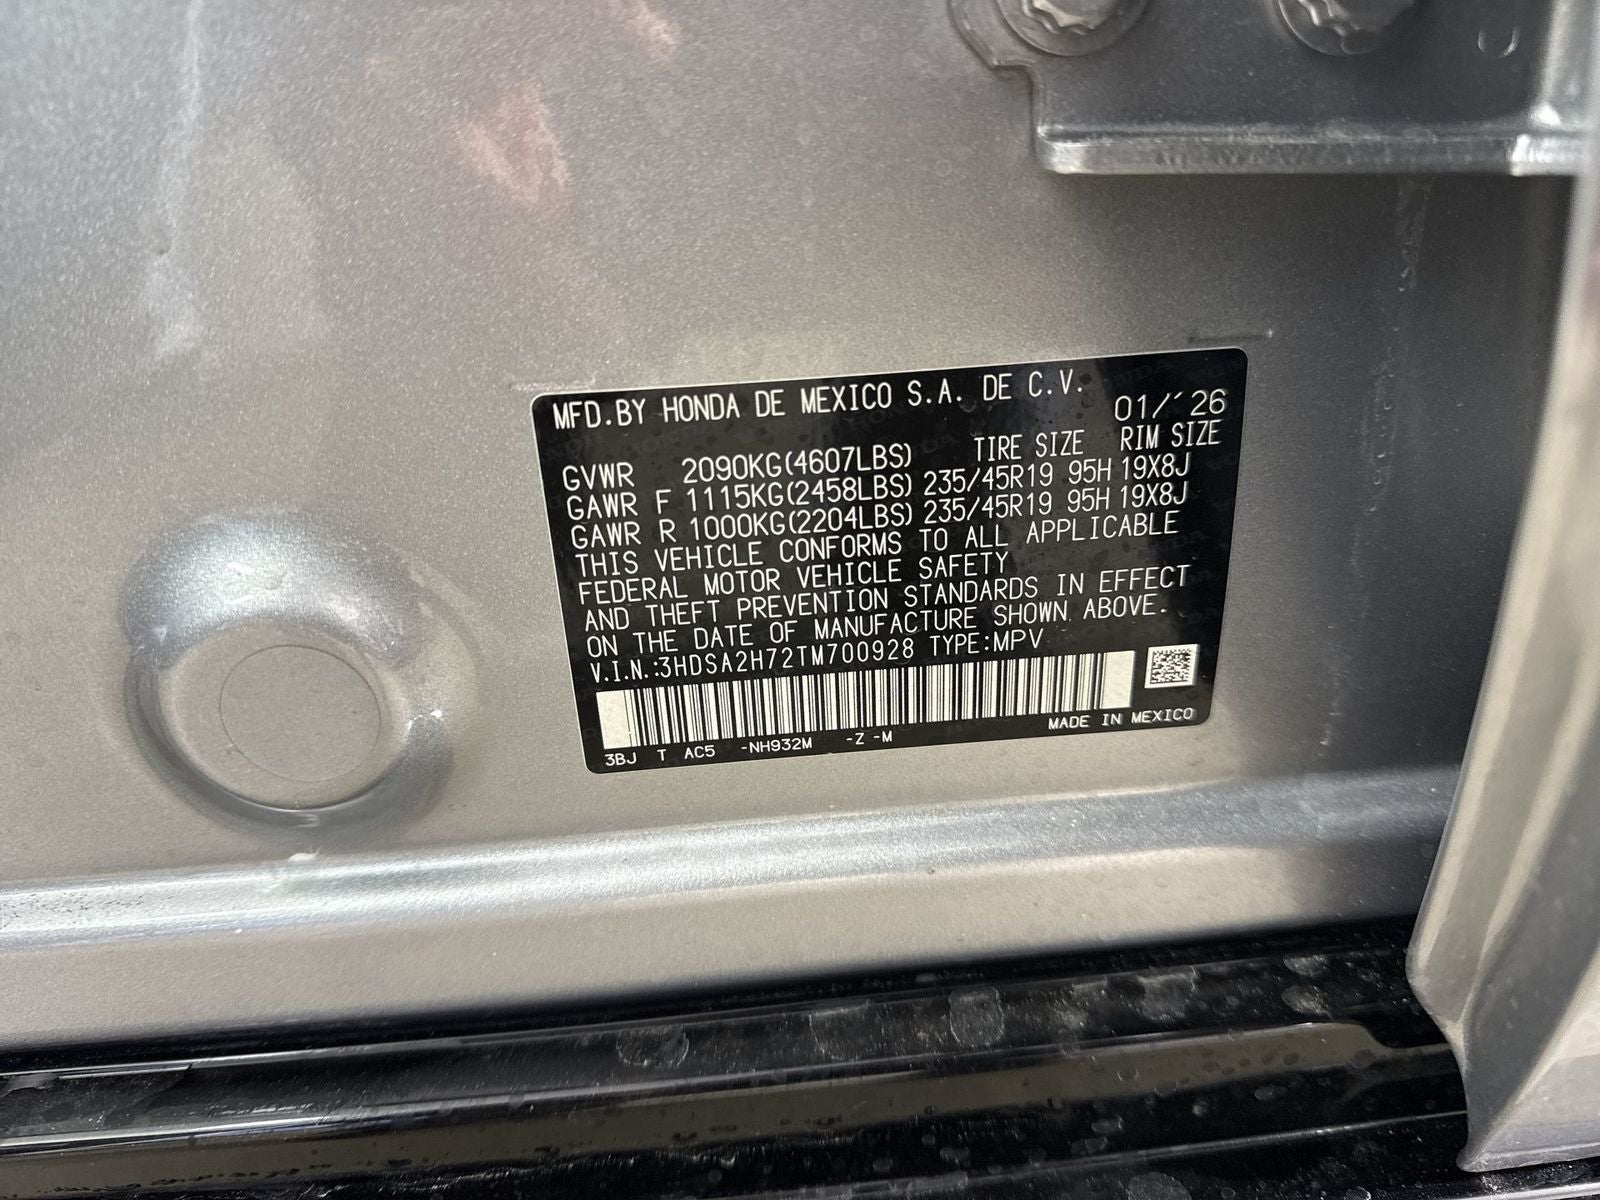 MFD.BY HONDA DE MEXICO S.A. DE C.V.
01/´26
TIRE SIZE RIM SIZE
GVWR 2090KG(4607LBS)
GAWR F 1115KG(2458LBS) 235/45R19 95H 19X8J
GAWR R 1000KG(2204LBS) 235/45R19 95H 19X8J
THIS VEHICLE CONFORMS TO ALL APPLICABLE
FEDERAL MOTOR VEHICLE SAFETY
AND THEFT PREVENTION STANDARDS IN EFFECT
ON THE DATE OF MANUFACTURE SHOWN ABOVE.
V.I.N.:3HDSA2H72TM700928 TYPE:MPV
MADE IN MEXICO
3BJ T AC5 -NH932M -Z -M